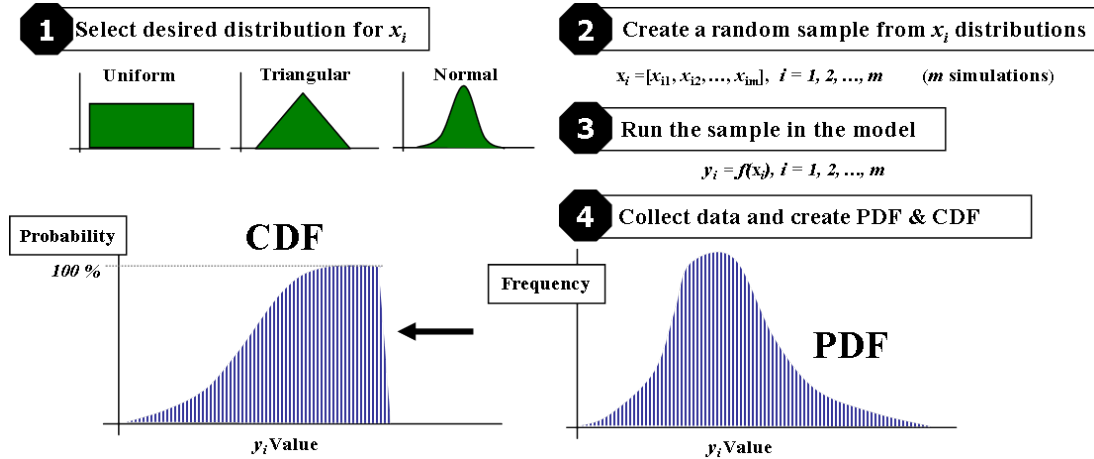 1 Select desired distribution for xᵢ
Uniform
Triangular
Normal
2 Create a random sample from xᵢ distributions
xᵢ =[xᵢ₁, xᵢ₂,…, xᵢₘ], i = 1, 2, …, m (m simulations)
3 Run the sample in the model
yᵢ = f(xᵢ), i = 1, 2, …, m
4 Collect data and create PDF & CDF
Probability
CDF
100 %
yᵢ Value
Frequency
PDF
yᵢ Value